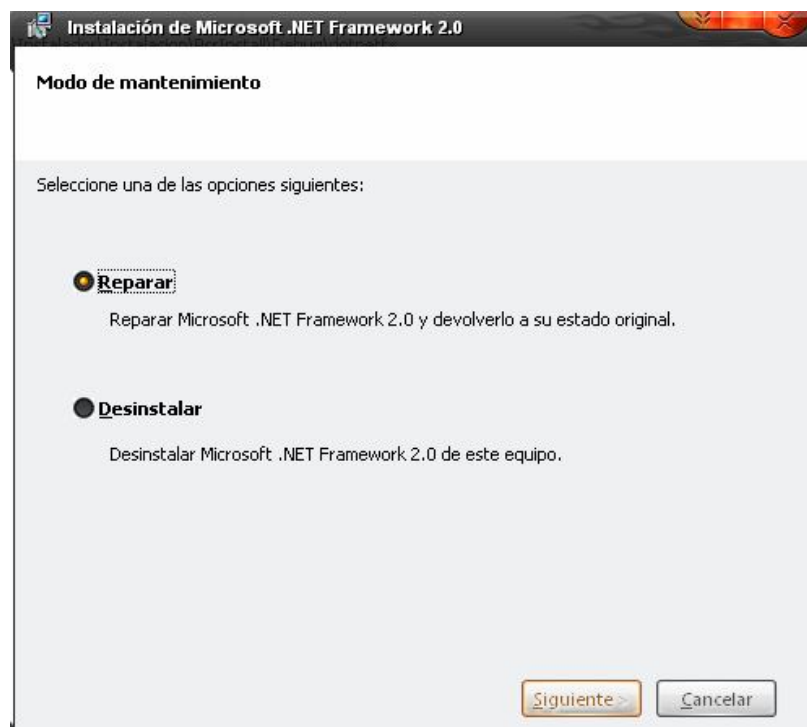 Instalación de Microsoft .NET Framework 2.0
Modo de mantenimiento
Seleccione una de las opciones siguientes:
Reparar
Reparar Microsoft .NET Framework 2.0 y devolverlo a su estado original.
Desinstalar
Desinstalar Microsoft .NET Framework 2.0 de este equipo.
Siguiente >
Cancelar